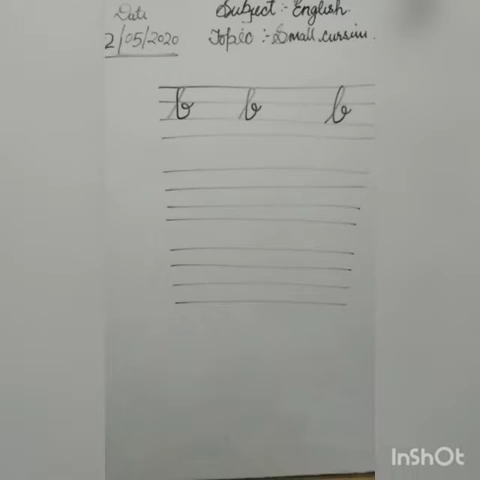 Date
2/05/2020
Subject :- English.
Topic :- Small cursive.
b b b
InShOt